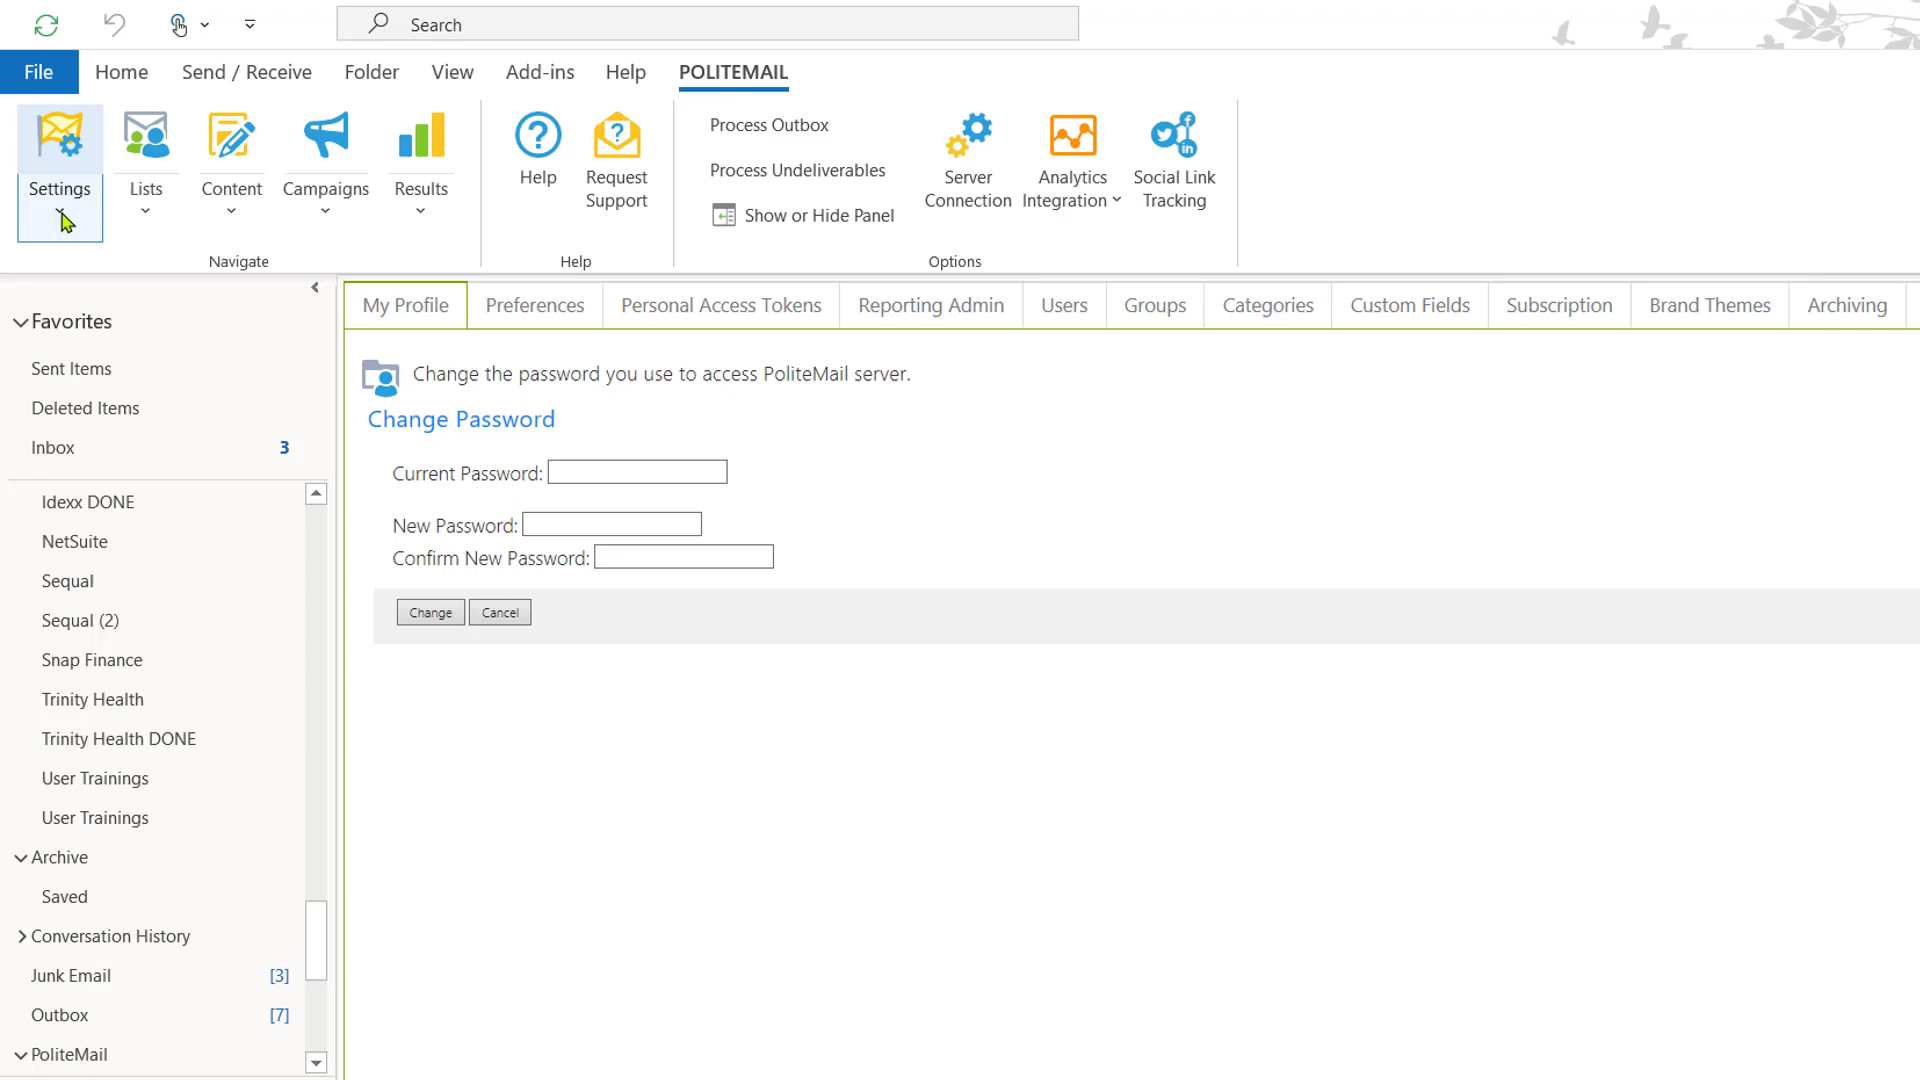 Search
File Home Send / Receive Folder View Add-ins Help POLITEMAIL
Settings Lists Content Campaigns Results
Navigate
Help Request Support
Help
Process Outbox
Process Undeliverables
Show or Hide Panel
Server Connection Analytics Integration Social Link Tracking
Options
Favorites
Sent Items
Deleted Items
Inbox 3
Idexx DONE
NetSuite
Sequal
Sequal (2)
Snap Finance
Trinity Health
Trinity Health DONE
User Trainings
User Trainings
Archive
Saved
Conversation History
Junk Email [3]
Outbox [7]
PoliteMail
My Profile Preferences Personal Access Tokens Reporting Admin Users Groups Categories Custom Fields Subscription Brand Themes Archiving
Change the password you use to access PoliteMail server.
Change Password
Current Password:
New Password:
Confirm New Password:
Change Cancel